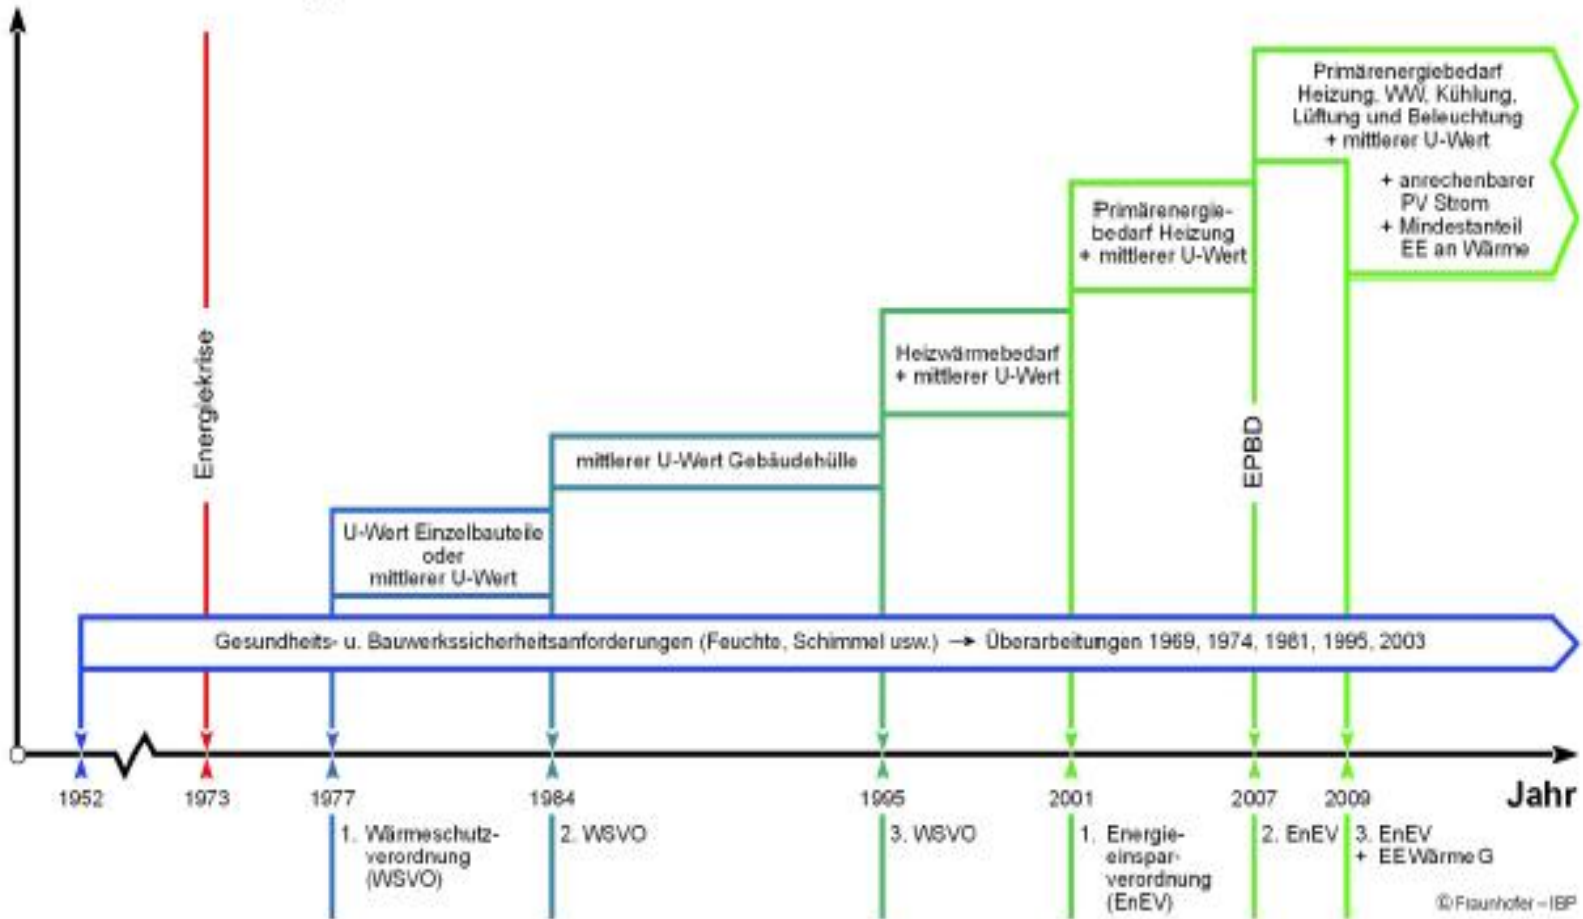 Primärenergiebedarf
Heizung, WW, Kühlung,
Lüftung und Beleuchtung
+ mittlerer U-Wert
+ anrechenbarer
PV Strom
+ Mindestanteil
EE an Wärme
Primärenergie-
bedarf Heizung
+ mittlerer U-Wert
Heizwärmebedarf
+ mittlerer U-Wert
Energiekrise
EPBD
mittlerer U-Wert Gebäudehülle
U-Wert Einzelbauteile
oder
mittlerer U-Wert
Gesundheits- u. Bauwerkssicherheitsanforderungen (Feuchte, Schimmel usw.) → Überarbeitungen 1969, 1974, 1981, 1995, 2003
1952 1973 1977 1984 1995 2001 2007 2009 Jahr
1. Wärmeschutz-
verordnung
(WSVO)
2. WSVO
3. WSVO
1. Energie-
einspar-
verordnung
(EnEV)
2. EnEV
3. EnEV
+ EEWärmeG
© Fraunhofer – IBP